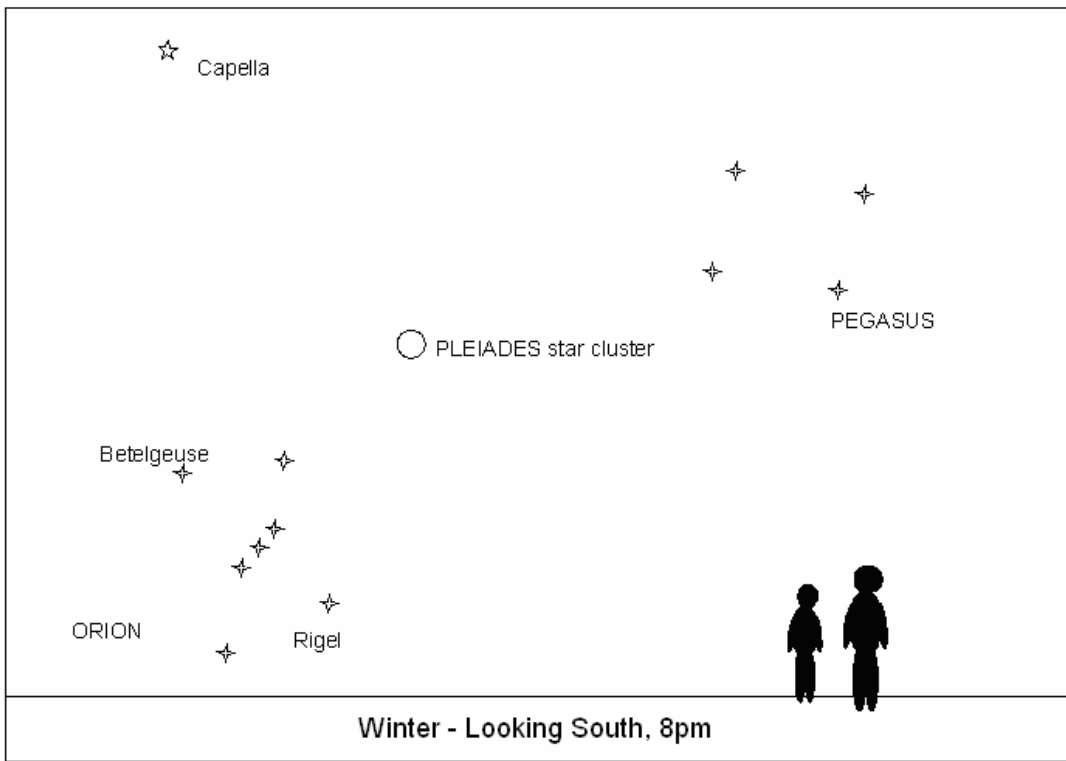 Capella
PEGASUS
PLEIADES star cluster
Betelgeuse
ORION
Rigel
Winter - Looking South, 8pm